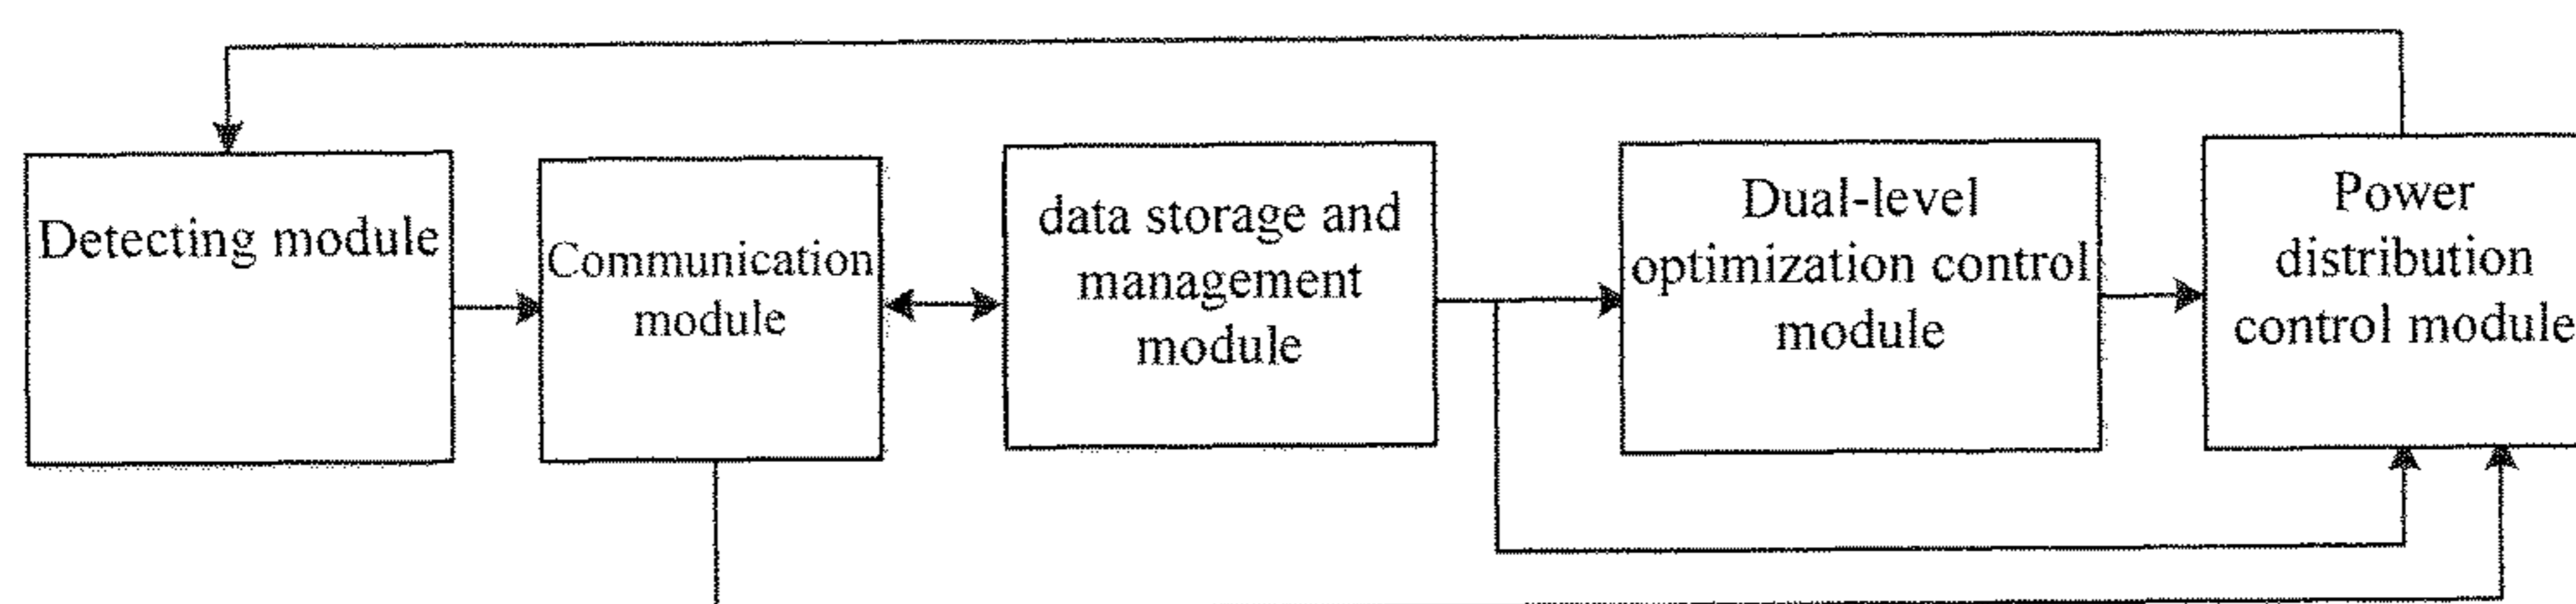 Detecting module
Communication
module
data storage and
management
module
Dual-level
optimization control
module
Power
distribution
control module